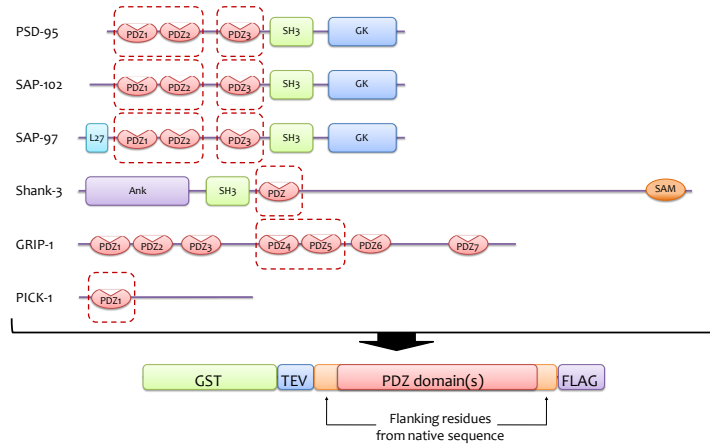 PSD-95 PDZ1 PDZ2 PDZ3 SH3 GK
SAP-102 PDZ1 PDZ2 PDZ3 SH3 GK
SAP-97 L27 PDZ1 PDZ2 PDZ3 SH3 GK
Shank-3 Ank SH3 PDZ SAM
GRIP-1 PDZ1 PDZ2 PDZ3 PDZ4 PDZ5 PDZ6 PDZ7
PICK-1 PDZ1
GST TEV PDZ domain(s) FLAG
Flanking residues
from native sequence